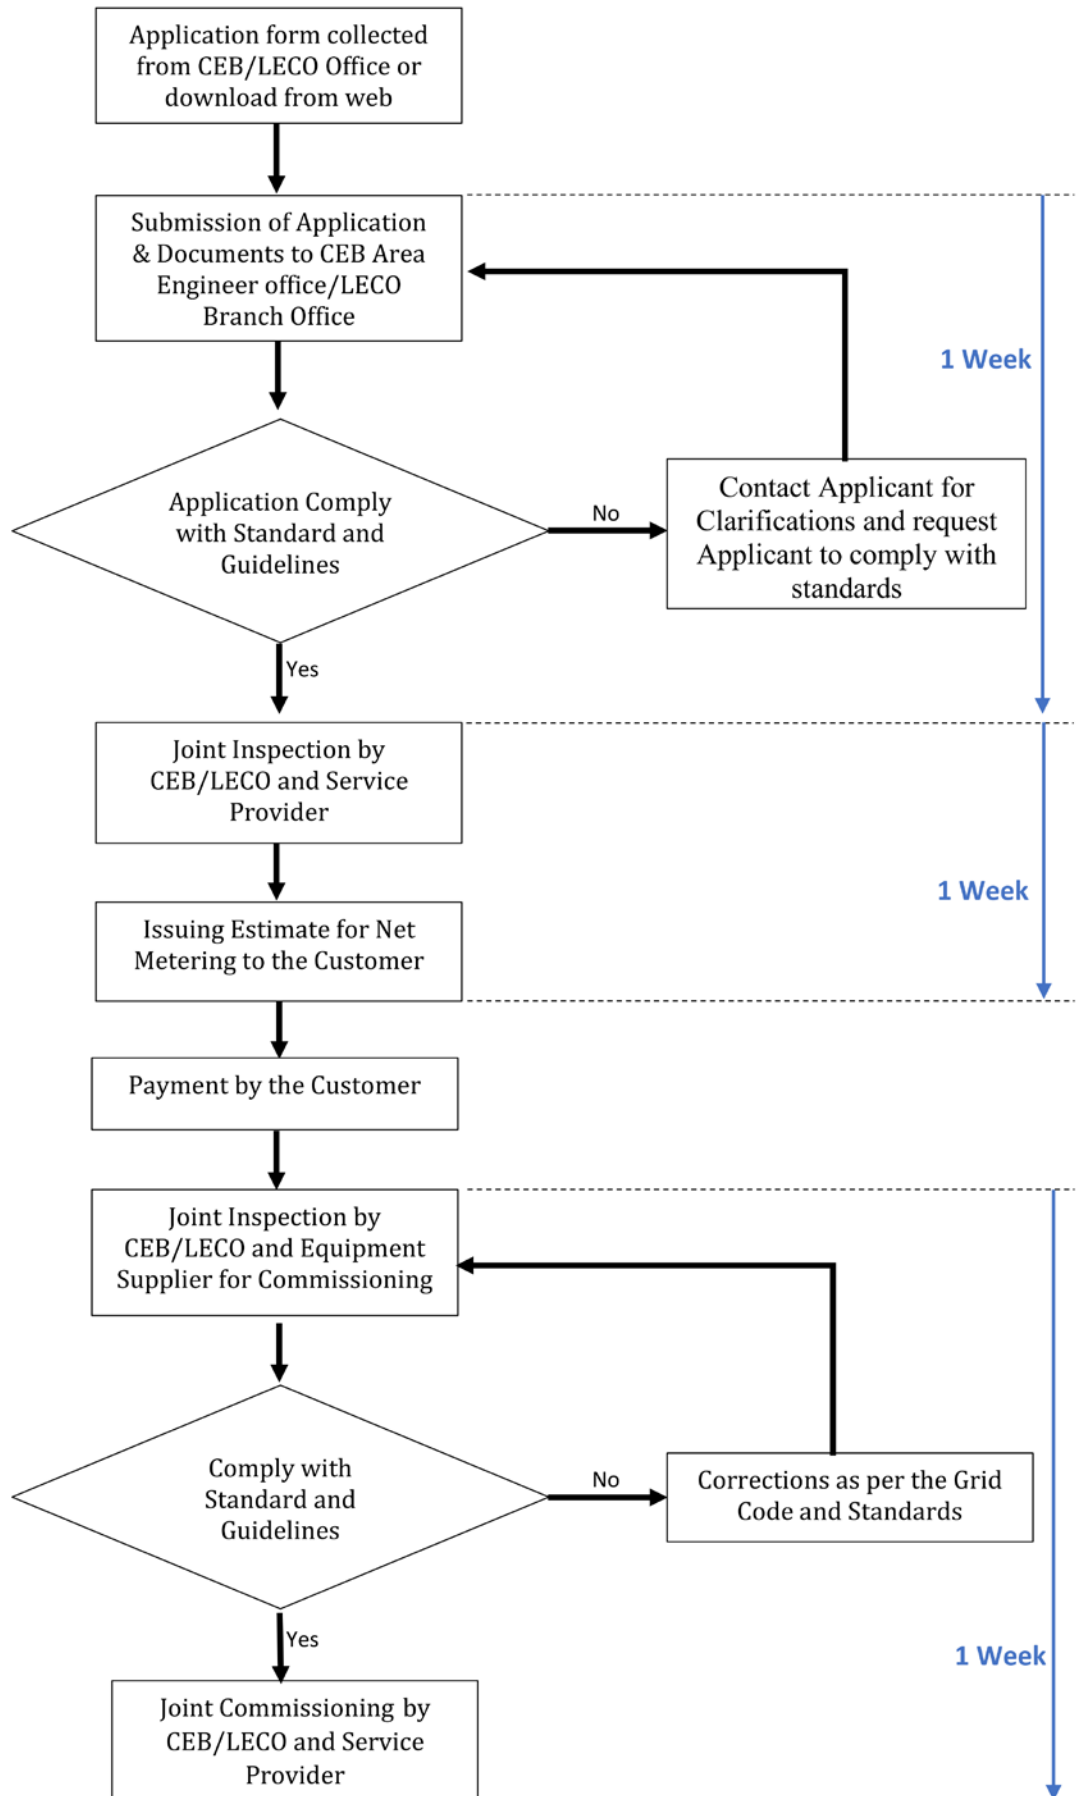 Application form collected
from CEB/LECO Office or
download from web
Submission of Application
& Documents to CEB Area
Engineer office/LECO
Branch Office
1 Week
Application Comply
with Standard and
Guidelines
No
Contact Applicant for
Clarifications and request
Applicant to comply with
standards
Yes
Joint Inspection by
CEB/LECO and Service
Provider
1 Week
Issuing Estimate for Net
Metering to the Customer
Payment by the Customer
Joint Inspection by
CEB/LECO and Equipment
Supplier for Commissioning
Comply with
Standard and
Guidelines
No
Corrections as per the Grid
Code and Standards
Yes
1 Week
Joint Commissioning by
CEB/LECO and Service
Provider